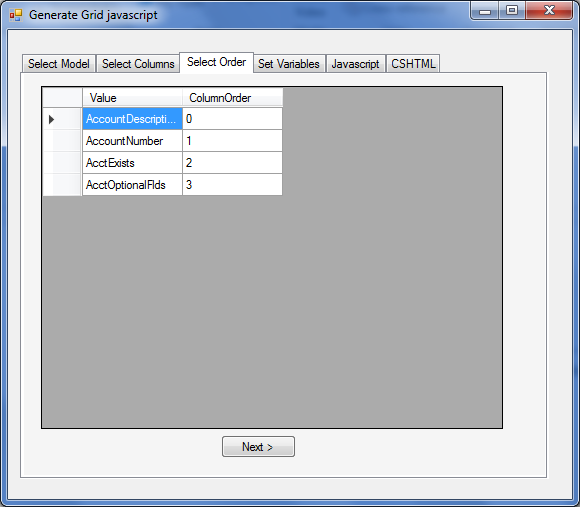 Generate Grid javascript
Select Model Select Columns Select Order Set Variables Javascript CSHTML
Value ColumnOrder
AccountDescripti... 0
AccountNumber 1
AcctExists 2
AcctOptionalFlds 3
Next >